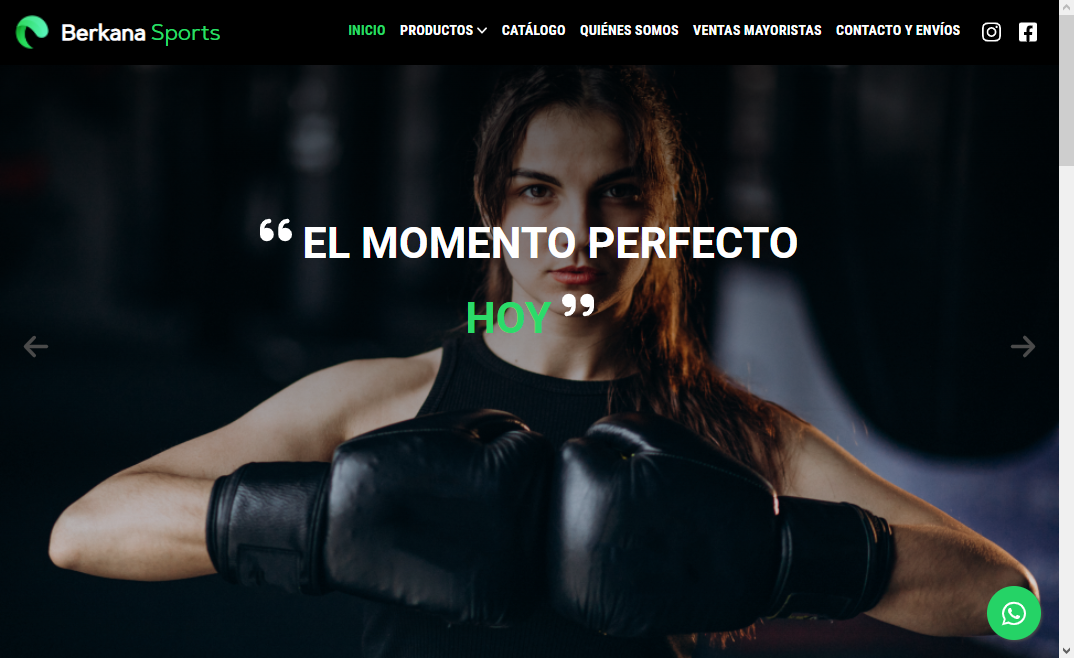 Berkana Sports
INICIO PRODUCTOS CATÁLOGO QUIÉNES SOMOS VENTAS MAYORISTAS CONTACTO Y ENVÍOS
❝ EL MOMENTO PERFECTO
HOY ❞